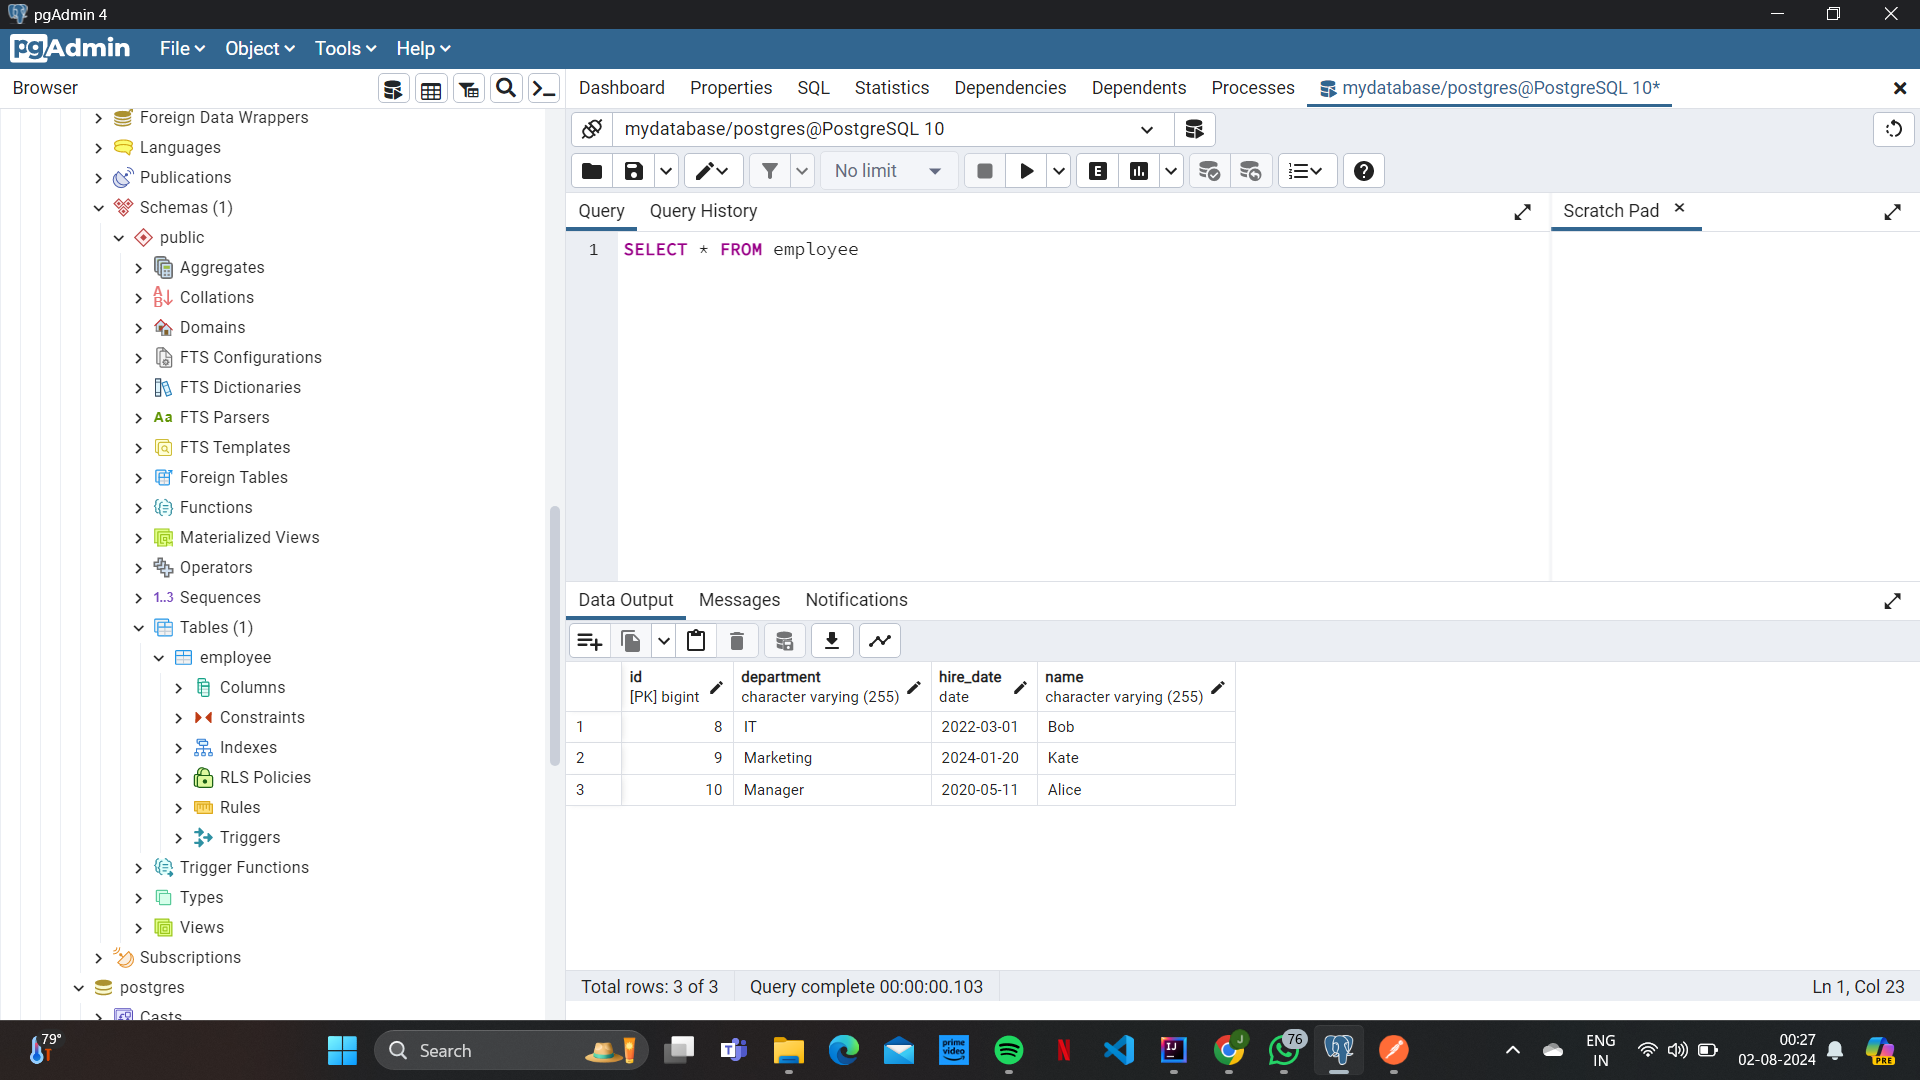 pgAdmin 4
pgAdmin File Object Tools Help
Browser
Dashboard Properties SQL Statistics Dependencies Dependents Processes mydatabase/postgres@PostgreSQL 10*
mydatabase/postgres@PostgreSQL 10
No limit
E
Query Query History
Scratch Pad
1 SELECT * FROM employee
Foreign Data Wrappers
Languages
Publications
Schemas (1)
public
Aggregates
Collations
Domains
FTS Configurations
FTS Dictionaries
Aa FTS Parsers
FTS Templates
Foreign Tables
Functions
Materialized Views
Operators
1..3 Sequences
Tables (1)
employee
Columns
Constraints
Indexes
RLS Policies
Rules
Triggers
Trigger Functions
Types
Views
Subscriptions
postgres
Casts
Data Output Messages Notifications
id department hire_date name
[PK] bigint character varying (255) date character varying (255)
1 8 IT 2022-03-01 Bob
2 9 Marketing 2024-01-20 Kate
3 10 Manager 2020-05-11 Alice
Total rows: 3 of 3 Query complete 00:00:00.103 Ln 1, Col 23
79°
Search
prime video
N
IJ
J
76
ENG
IN
00:27
02-08-2024
PRE